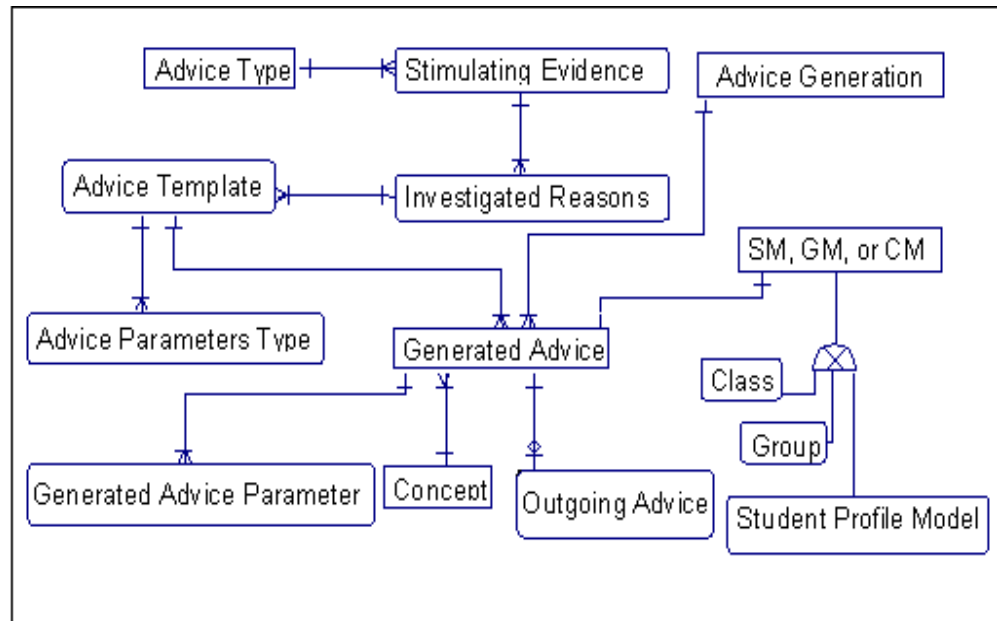 Advice Type
Stimulating Evidence
Advice Generation
Advice Template
Investigated Reasons
SM, GM, or CM
Advice Parameters Type
Generated Advice
Class
Group
Generated Advice Parameter
Concept
Outgoing Advice
Student Profile Model